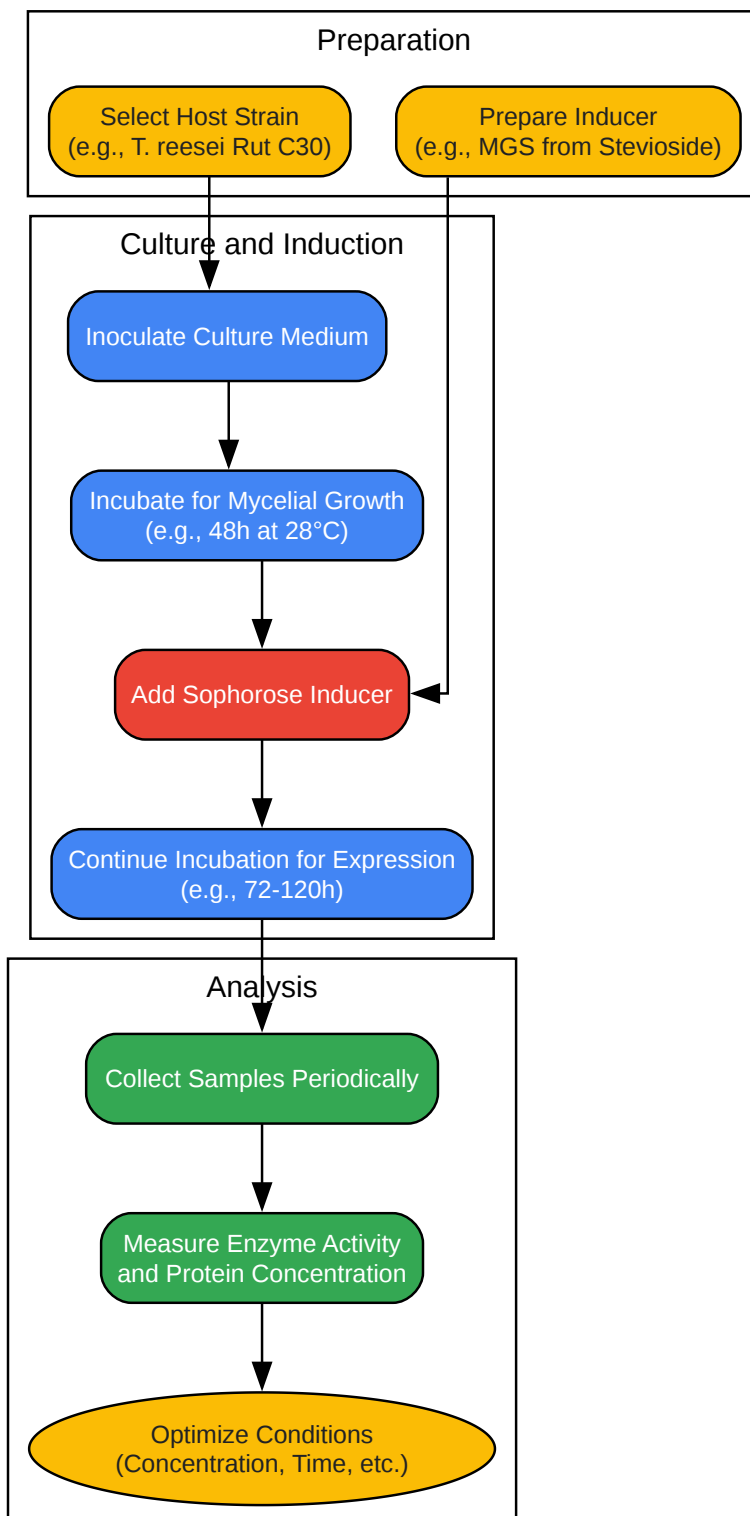 Preparation
Select Host Strain
(e.g., T. reesei Rut C30)
Prepare Inducer
(e.g., MGS from Stevioside)
Culture and Induction
Inoculate Culture Medium
Incubate for Mycelial Growth
(e.g., 48h at 28°C)
Add Sophorose Inducer
Continue Incubation for Expression
(e.g., 72-120h)
Analysis
Collect Samples Periodically
Measure Enzyme Activity
and Protein Concentration
Optimize Conditions
(Concentration, Time, etc.)